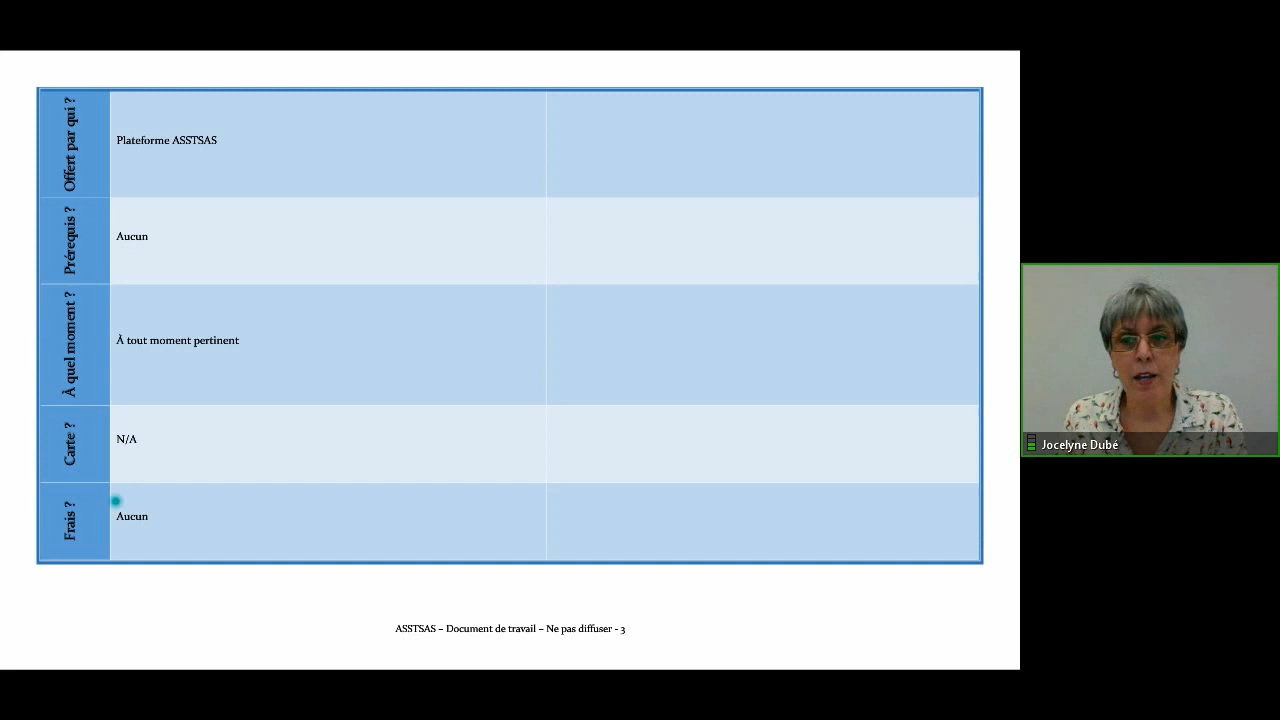 Offert par qui ?
Plateforme ASSTSAS
Prérequis ?
Aucun
À quel moment ?
À tout moment pertinent
Carte ?
N/A
Frais ?
Aucun
ASSTSAS – Document de travail – Ne pas diffuser - 3
Jocelyne Dubé